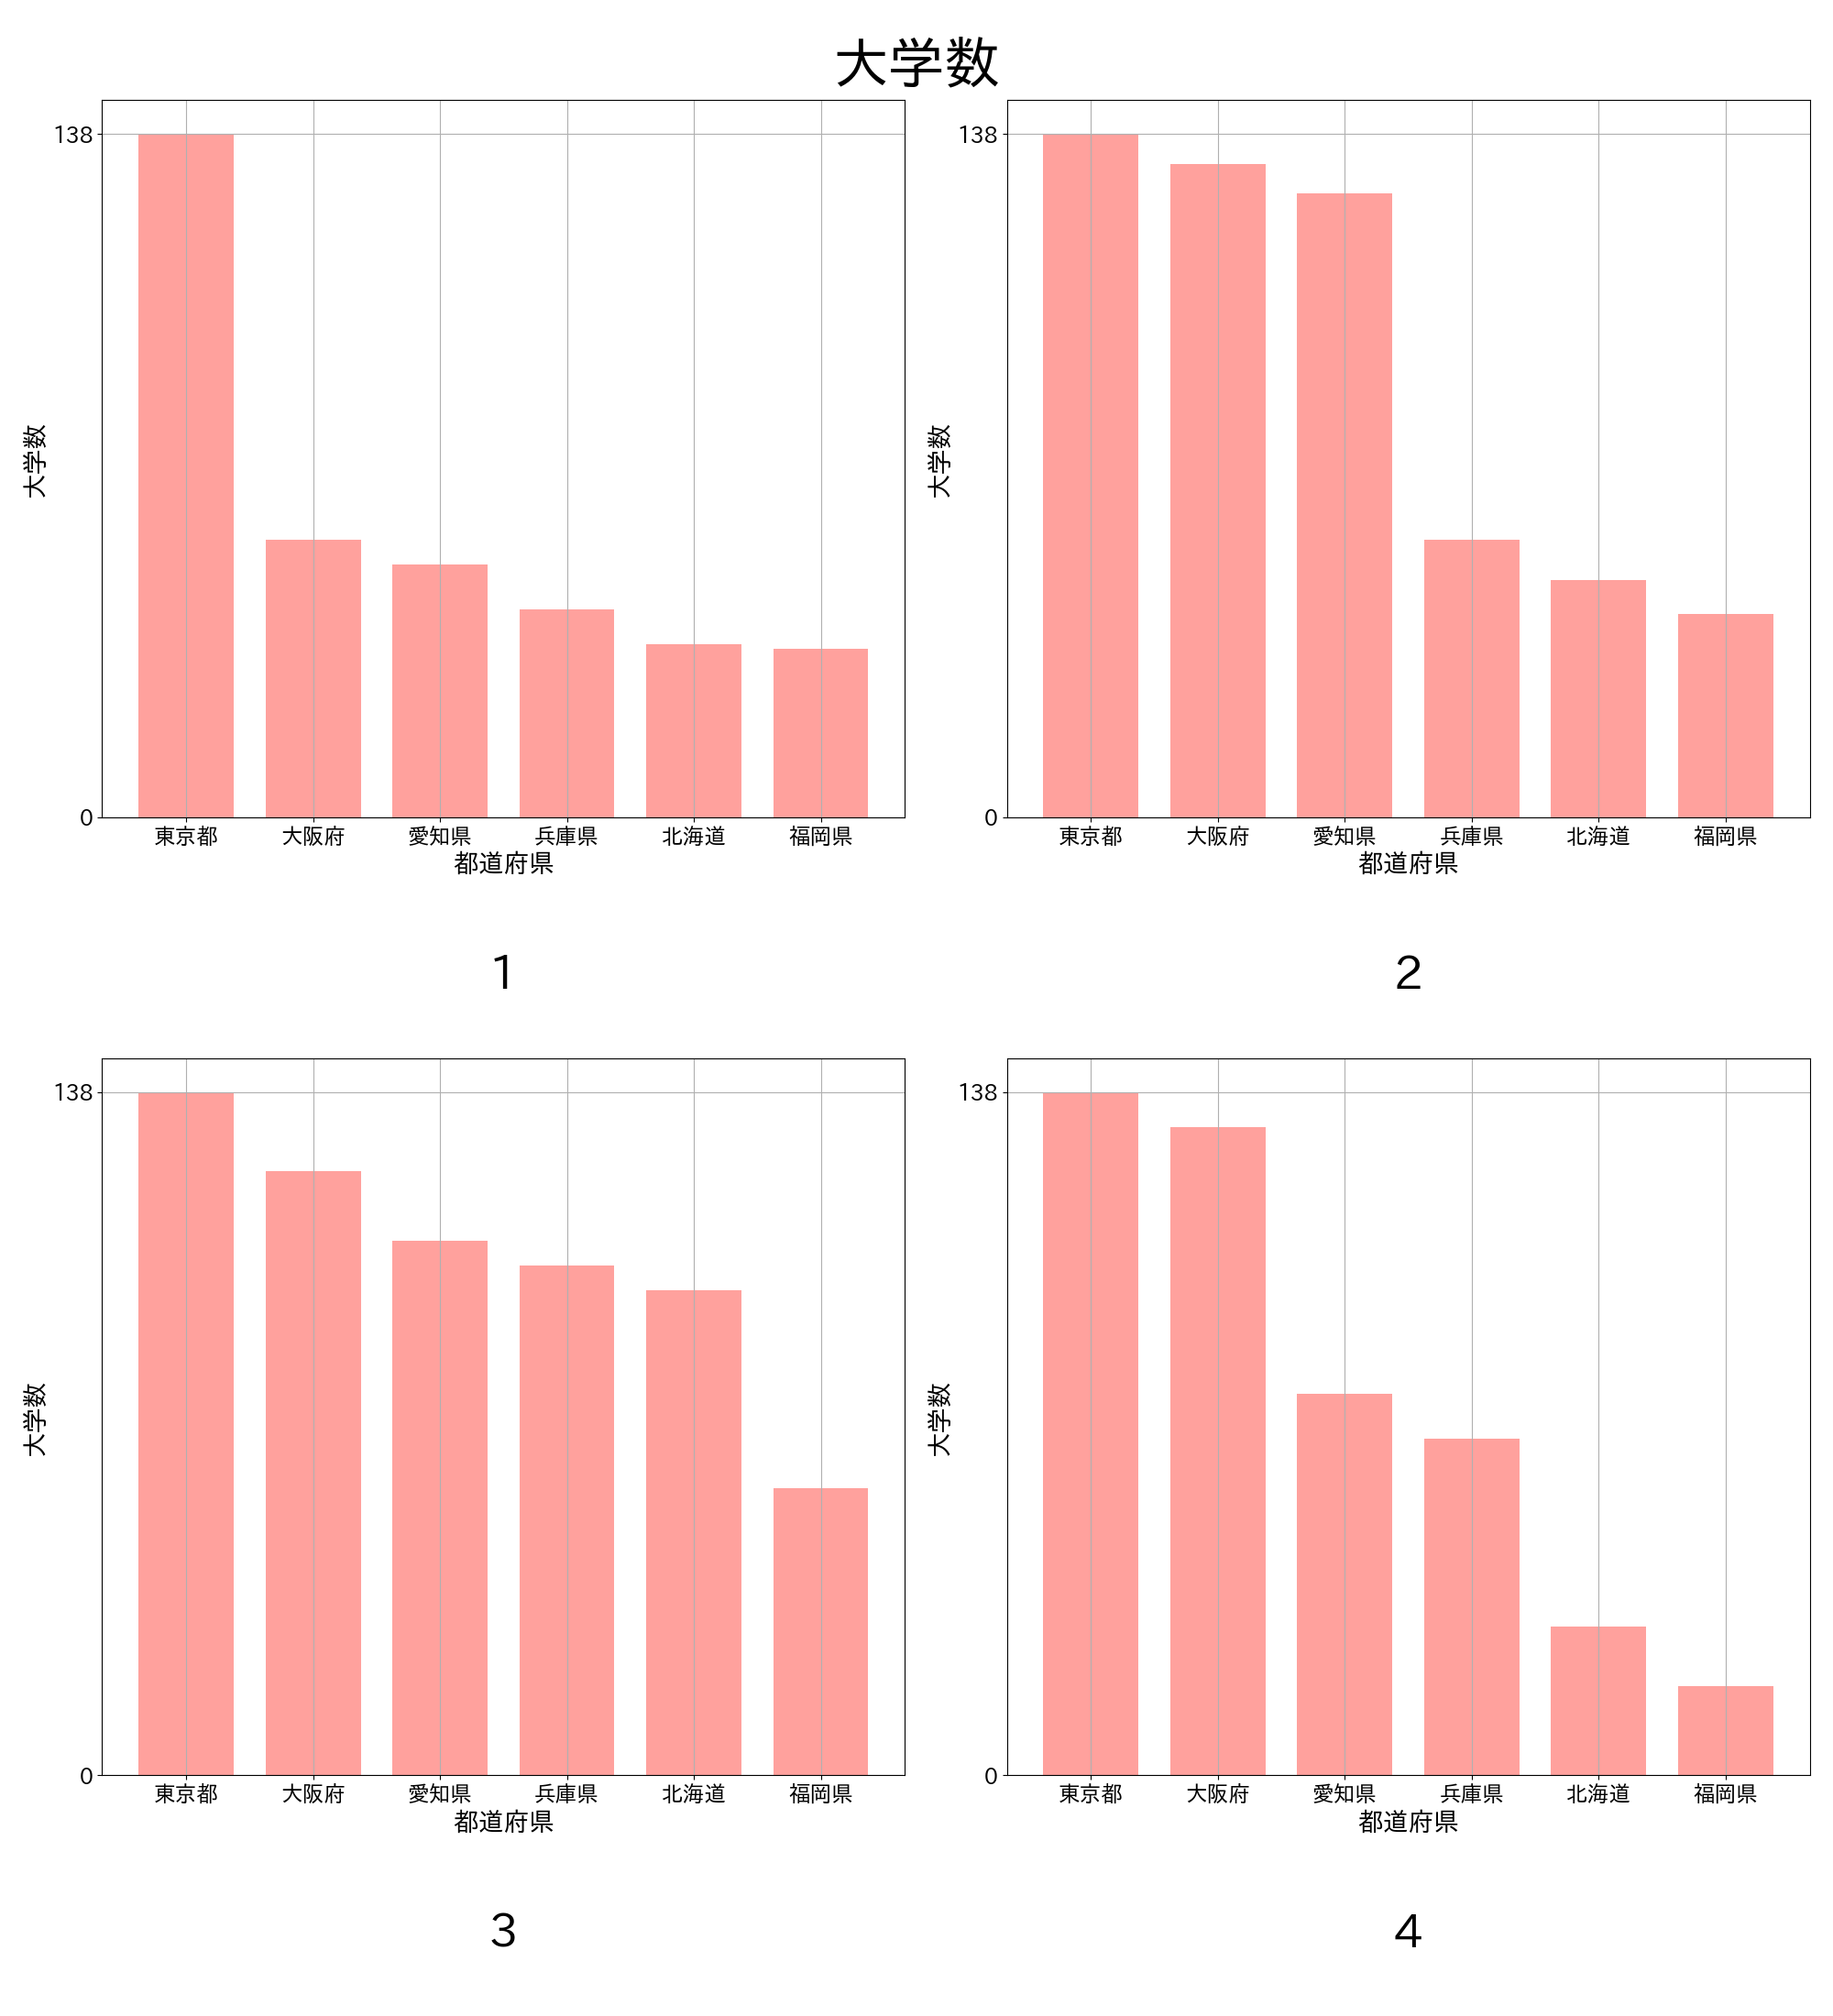 大学数
138
大学数
0
東京都 大阪府 愛知県 兵庫県 北海道 福岡県
都道府県
1
138
大学数
0
東京都 大阪府 愛知県 兵庫県 北海道 福岡県
都道府県
2
138
大学数
0
東京都 大阪府 愛知県 兵庫県 北海道 福岡県
都道府県
3
138
大学数
0
東京都 大阪府 愛知県 兵庫県 北海道 福岡県
都道府県
4